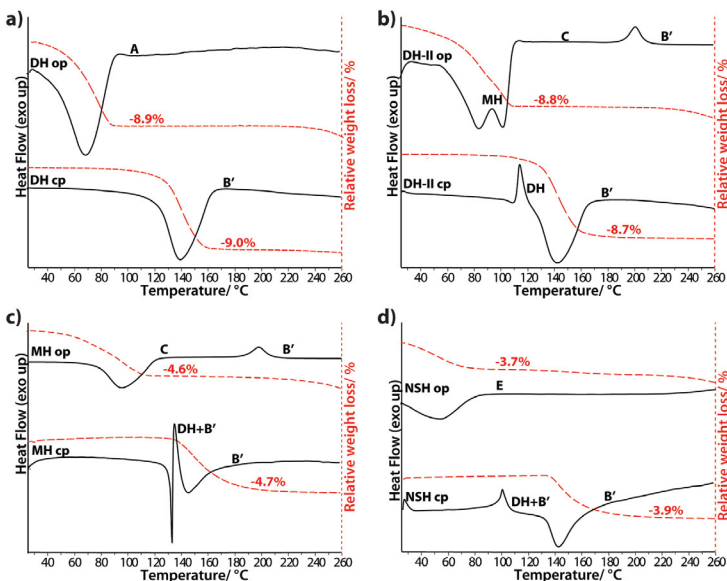 a)
DH op
A
-8.9%
DH cp
B’
-9.0%
Heat Flow (exo up)
Relative weight loss/ %
40 60 80 100 120 140 160 180 200 220 240 260
Temperature/ °C
b)
DH-II op
MH
C
B’
-8.8%
DH-II cp
DH
B’
-8.7%
Heat Flow (exo up)
Relative weight loss/ %
40 60 80 100 120 140 160 180 200 220 240 260
Temperature/ °C
c)
MH op
C
B’
-4.6%
MH cp
DH+B’
B’
-4.7%
Heat Flow (exo up)
Relative weight loss/ %
40 60 80 100 120 140 160 180 200 220 240 260
Temperature/ °C
d)
-3.7%
NSH op
E
NSH cp
DH+B’
B’
-3.9%
Heat Flow (exo up)
Relative weight loss/ %
40 60 80 100 120 140 160 180 200 220 240 260
Temperature/ °C